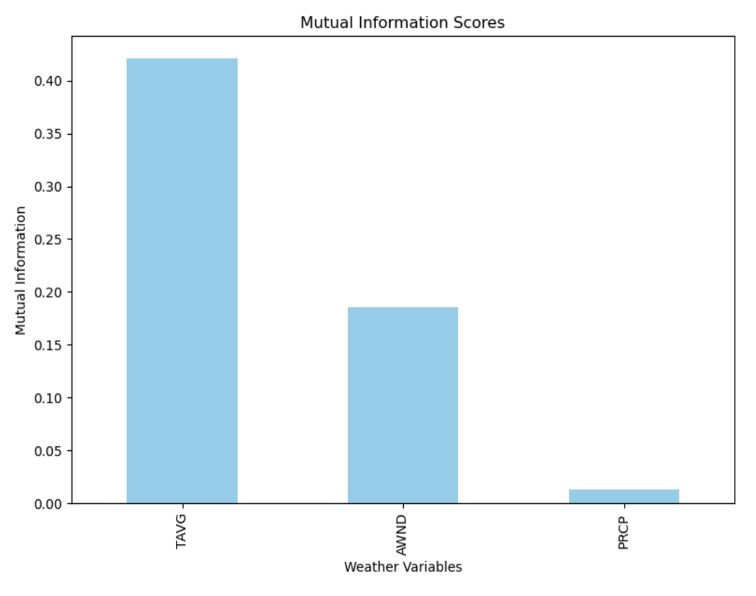 Mutual Information Scores
Mutual Information
0.40
0.35
0.30
0.25
0.20
0.15
0.10
0.05
0.00
TAVG
AWND
PRCP
Weather Variables